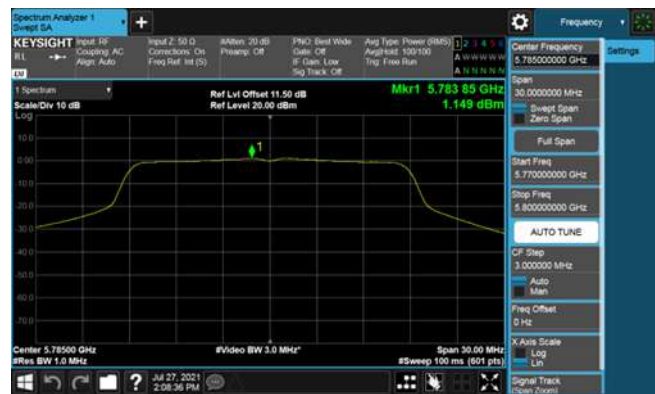 Spectrum Analyzer 1
Swept SA
Frequency
KEYSIGHT
Input: RF
Coupling: AC
Align: Auto
Input Z: 50 Ω
Corrections: On
Freq Ref: Int (S)
#Atten: 20 dB
Preamp: Off
PNO: Best Wide
Gate: Off
IF Gain: Low
Sig Track: Off
Avg Type: Power (RMS)
Avg|Hold: 100/100
Trig: Free Run
1 2 3 4 5 6
A W W W W W
A N N N N N
RL
LXI
1 Spectrum
Scale/Div 10 dB
Log
Ref Lvl Offset 11.50 dB
Ref Level 20.00 dBm
Mkr1 5.783 85 GHz
1.149 dBm
1
10.0
0.00
-10.0
-20.0
-30.0
-40.0
-50.0
-60.0
-70.0
Center 5.78500 GHz
#Res BW 1.0 MHz
#Video BW 3.0 MHz*
Span 30.00 MHz
#Sweep 100 ms (601 pts)
Jul 27, 2021
2:08:36 PM
Center Frequency
5.785000000 GHz
Settings
Span
30.0000000 MHz
Swept Span
Zero Span
Full Span
Start Freq
5.770000000 GHz
Stop Freq
5.800000000 GHz
AUTO TUNE
CF Step
3.000000 MHz
Auto
Man
Freq Offset
0 Hz
X Axis Scale
Log
Lin
Signal Track
(Span Zoom)